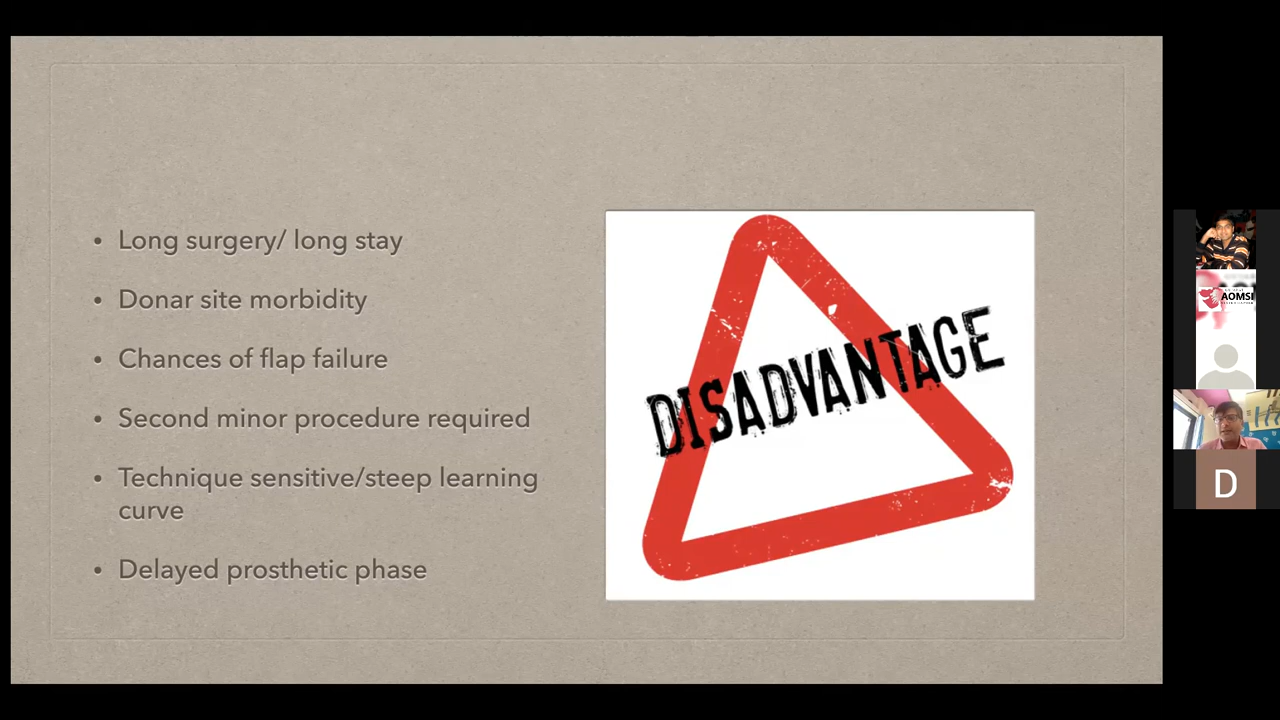 • Long surgery/ long stay
• Donar site morbidity
• Chances of flap failure
• Second minor procedure required
• Technique sensitive/steep learning
curve
• Delayed prosthetic phase
DISADVANTAGE
AOMSI
D